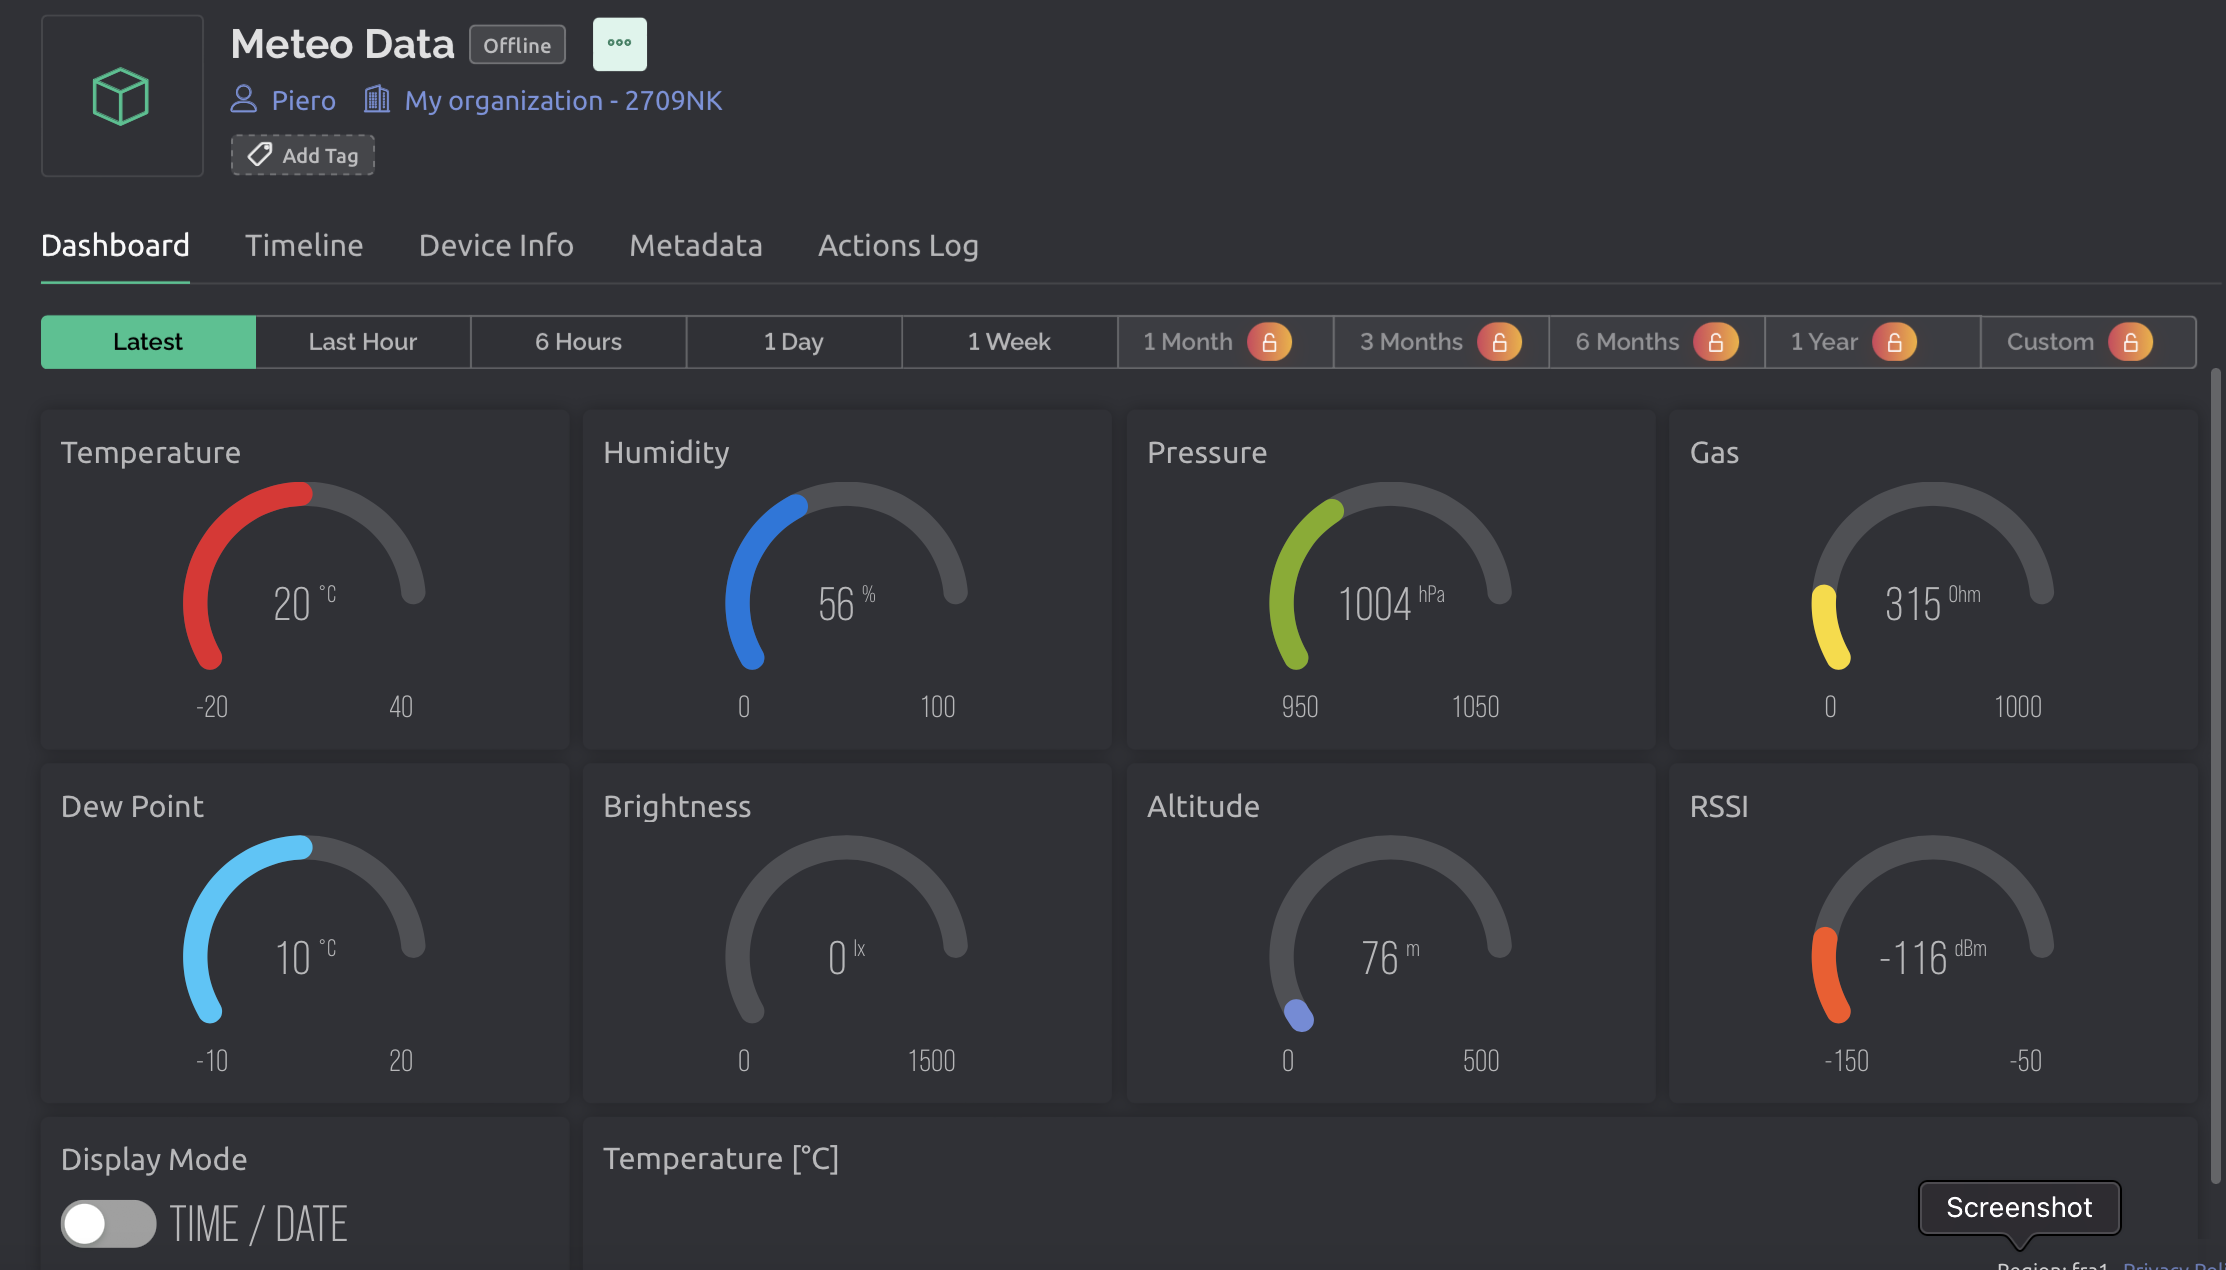 Meteo Data Offline
Piero My organization - 2709NK
Add Tag
Dashboard Timeline Device Info Metadata Actions Log
Latest Last Hour 6 Hours 1 Day 1 Week 1 Month 3 Months 6 Months 1 Year Custom
Temperature Humidity Pressure Gas
20 °C 56 % 1004 hPa 315 Ohm
-20 40 0 100 950 1050 0 1000
Dew Point Brightness Altitude RSSI
10 °C 0 lx 76 m -116 dBm
-10 20 0 1500 0 500 -150 -50
Display Mode Temperature [°C]
TIME / DATE
Screenshot
Region: fra1 Privacy